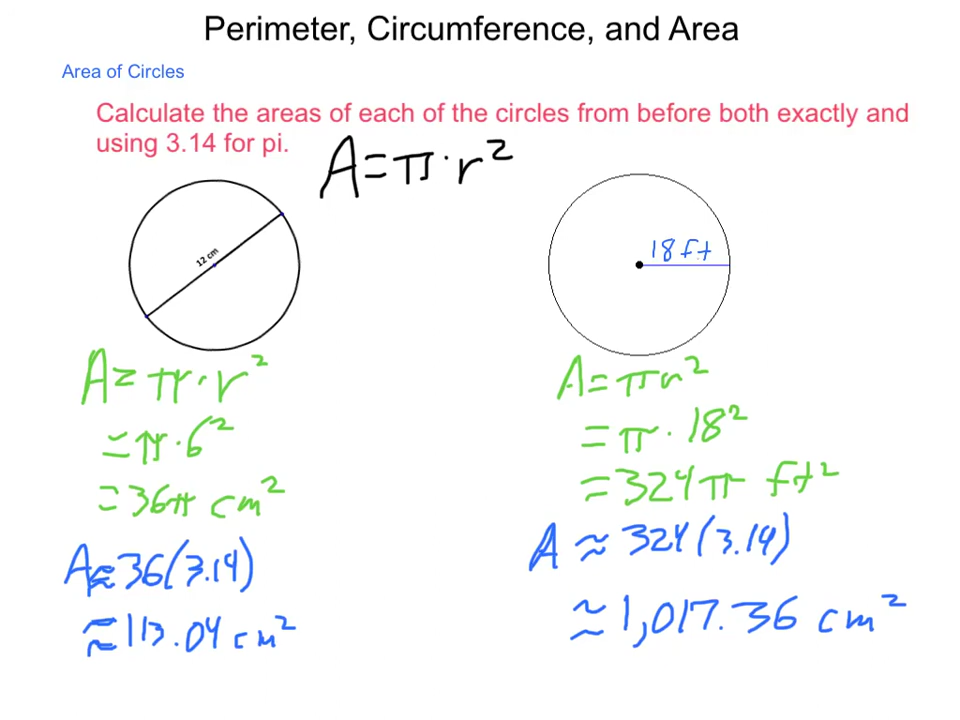 Perimeter, Circumference, and Area
Area of Circles
Calculate the areas of each of the circles from before both exactly and
using 3.14 for pi.
A = π · r²
12 cm
18 ft
A = π · r²
= π · 6²
= 36π cm²
A ≈ 36(3.14)
≈ 113.04 cm²
A = πr²
= π · 18²
= 324π ft²
A ≈ 324(3.14)
≈ 1,017.36 cm²